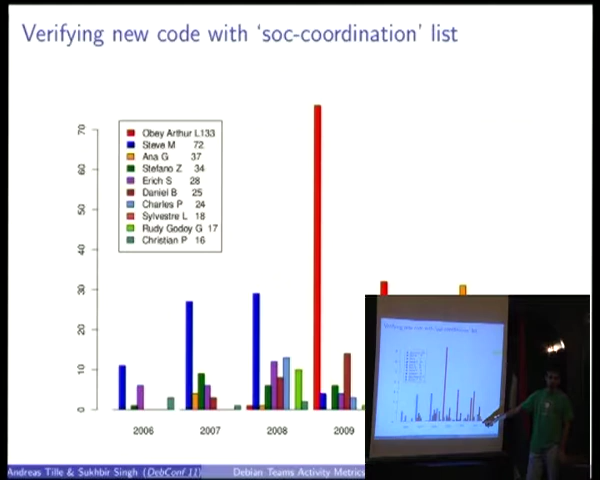 Verifying new code with ‘soc-coordination’ list
Obey Arthur L133
Steve M 72
Ana G 37
Stefano Z 34
Erich S 28
Daniel B 25
Charles P 24
Sylvestre L 18
Rudy Godoy G 17
Christian P 16
70
60
50
40
30
20
10
0
2006 2007 2008 2009
Andreas Tille & Sukhbir Singh (DebConf 11) Debian Teams Activity Metrics